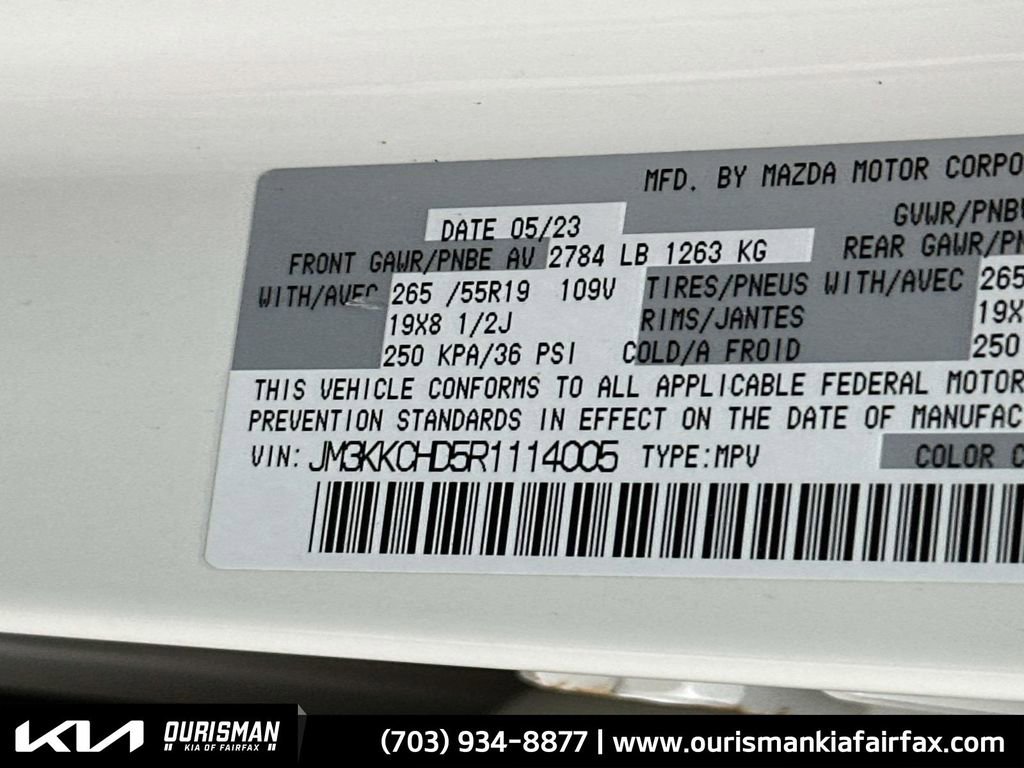 MFD. BY MAZDA MOTOR CORPO
DATE 05/23 GVWR/PNBV
FRONT GAWR/PNBE AV 2784 LB 1263 KG REAR GAWR/PN
WITH/AVEC 265 /55R19 109V TIRES/PNEUS WITH/AVEC 265
19X8 1/2J RIMS/JANTES 19X
250 KPA/36 PSI COLD/A FROID 250
THIS VEHICLE CONFORMS TO ALL APPLICABLE FEDERAL MOTOR
PREVENTION STANDARDS IN EFFECT ON THE DATE OF MANUFAC
VIN: JM3KKCHD5R1114005 TYPE:MPV COLOR C
KIA OURISMAN
KIA OF FAIRFAX
(703) 934-8877 | www.ourismankiafairfax.com